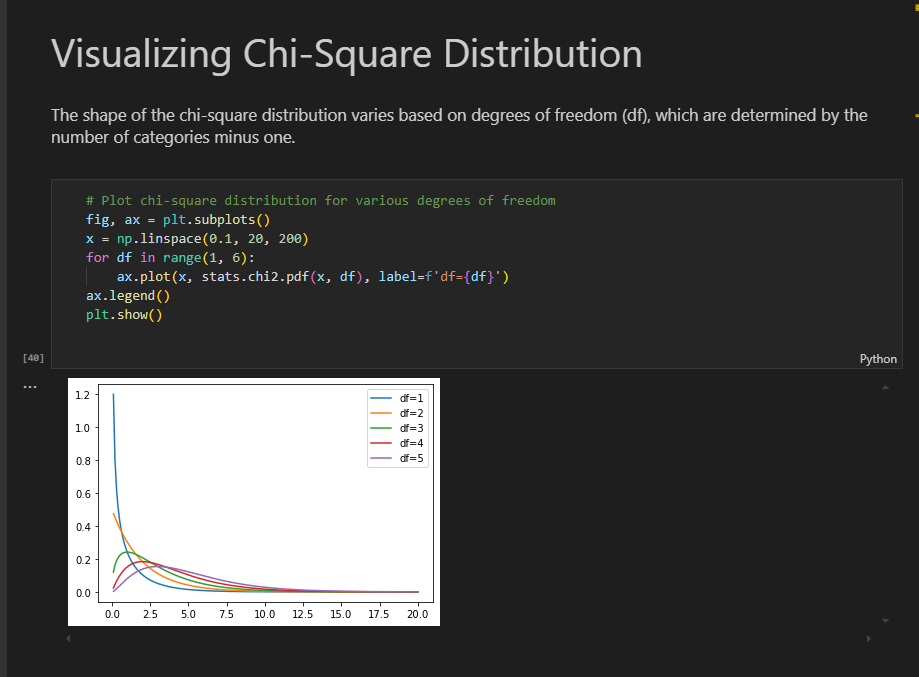 Visualizing Chi-Square Distribution
The shape of the chi-square distribution varies based on degrees of freedom (df), which are determined by the
number of categories minus one.
# Plot chi-square distribution for various degrees of freedom
fig, ax = plt.subplots()
x = np.linspace(0.1, 20, 200)
for df in range(1, 6):
    ax.plot(x, stats.chi2.pdf(x, df), label=f'df={df}')
ax.legend()
plt.show()
[40]
Python
...
1.2
1.0
0.8
0.6
0.4
0.2
0.0
df=1
df=2
df=3
df=4
df=5
0.0 2.5 5.0 7.5 10.0 12.5 15.0 17.5 20.0